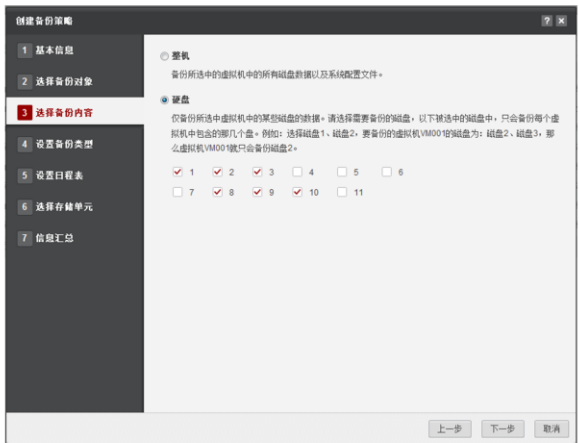 创建备份策略 ? ×
1 基本信息
2 选择备份对象
3 选择备份内容
4 设置备份类型
5 设置日程表
6 选择存储单元
7 信息汇总
整机
备份所选中的虚拟机中的所有磁盘数据以及系统配置文件。
硬盘
仅备份所选中虚拟机中的某些磁盘的数据。请选择需要备份的磁盘，以下被选中的磁盘中，只会备份每个虚
拟机中包含的那几个盘。例如：选择磁盘1、磁盘2，要备份的虚拟机VM001的磁盘为：磁盘2、磁盘3，那
么虚拟机VM001就只会备份磁盘2。
1 2 3 4 5 6
7 8 9 10 11
上一步 下一步 取消